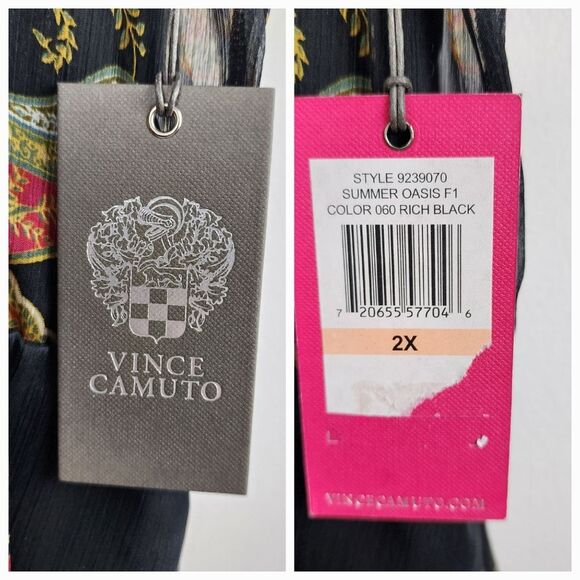 VINCE
CAMUTO
STYLE 9239070
SUMMER OASIS F1
COLOR 060 RICH BLACK
7 20655 57704 6
2X
VINCECAMUTO.COM